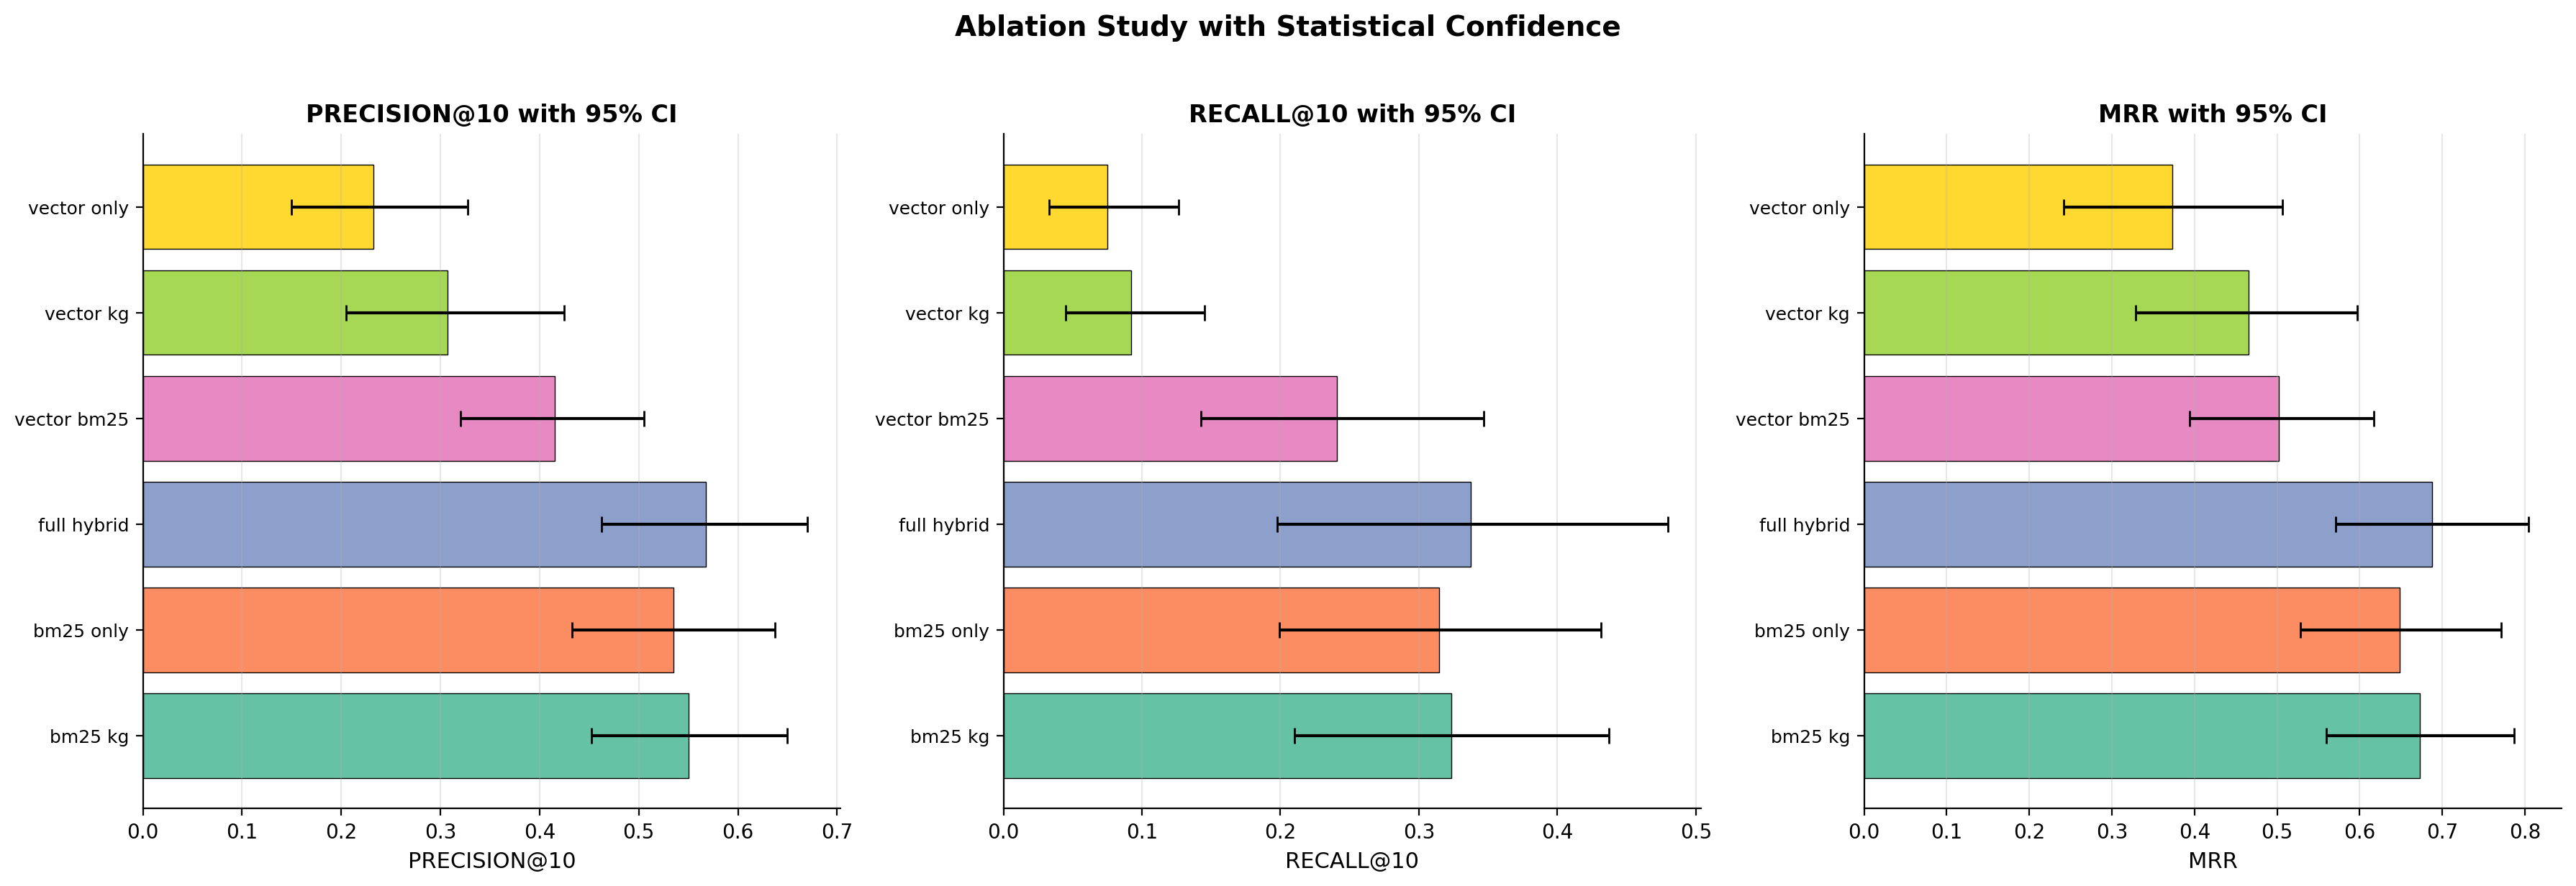 Ablation Study with Statistical Confidence
PRECISION@10 with 95% CI
vector only
vector kg
vector bm25
full hybrid
bm25 only
bm25 kg
0.0 0.1 0.2 0.3 0.4 0.5 0.6 0.7
PRECISION@10
RECALL@10 with 95% CI
vector only
vector kg
vector bm25
full hybrid
bm25 only
bm25 kg
0.0 0.1 0.2 0.3 0.4 0.5
RECALL@10
MRR with 95% CI
vector only
vector kg
vector bm25
full hybrid
bm25 only
bm25 kg
0.0 0.1 0.2 0.3 0.4 0.5 0.6 0.7 0.8
MRR